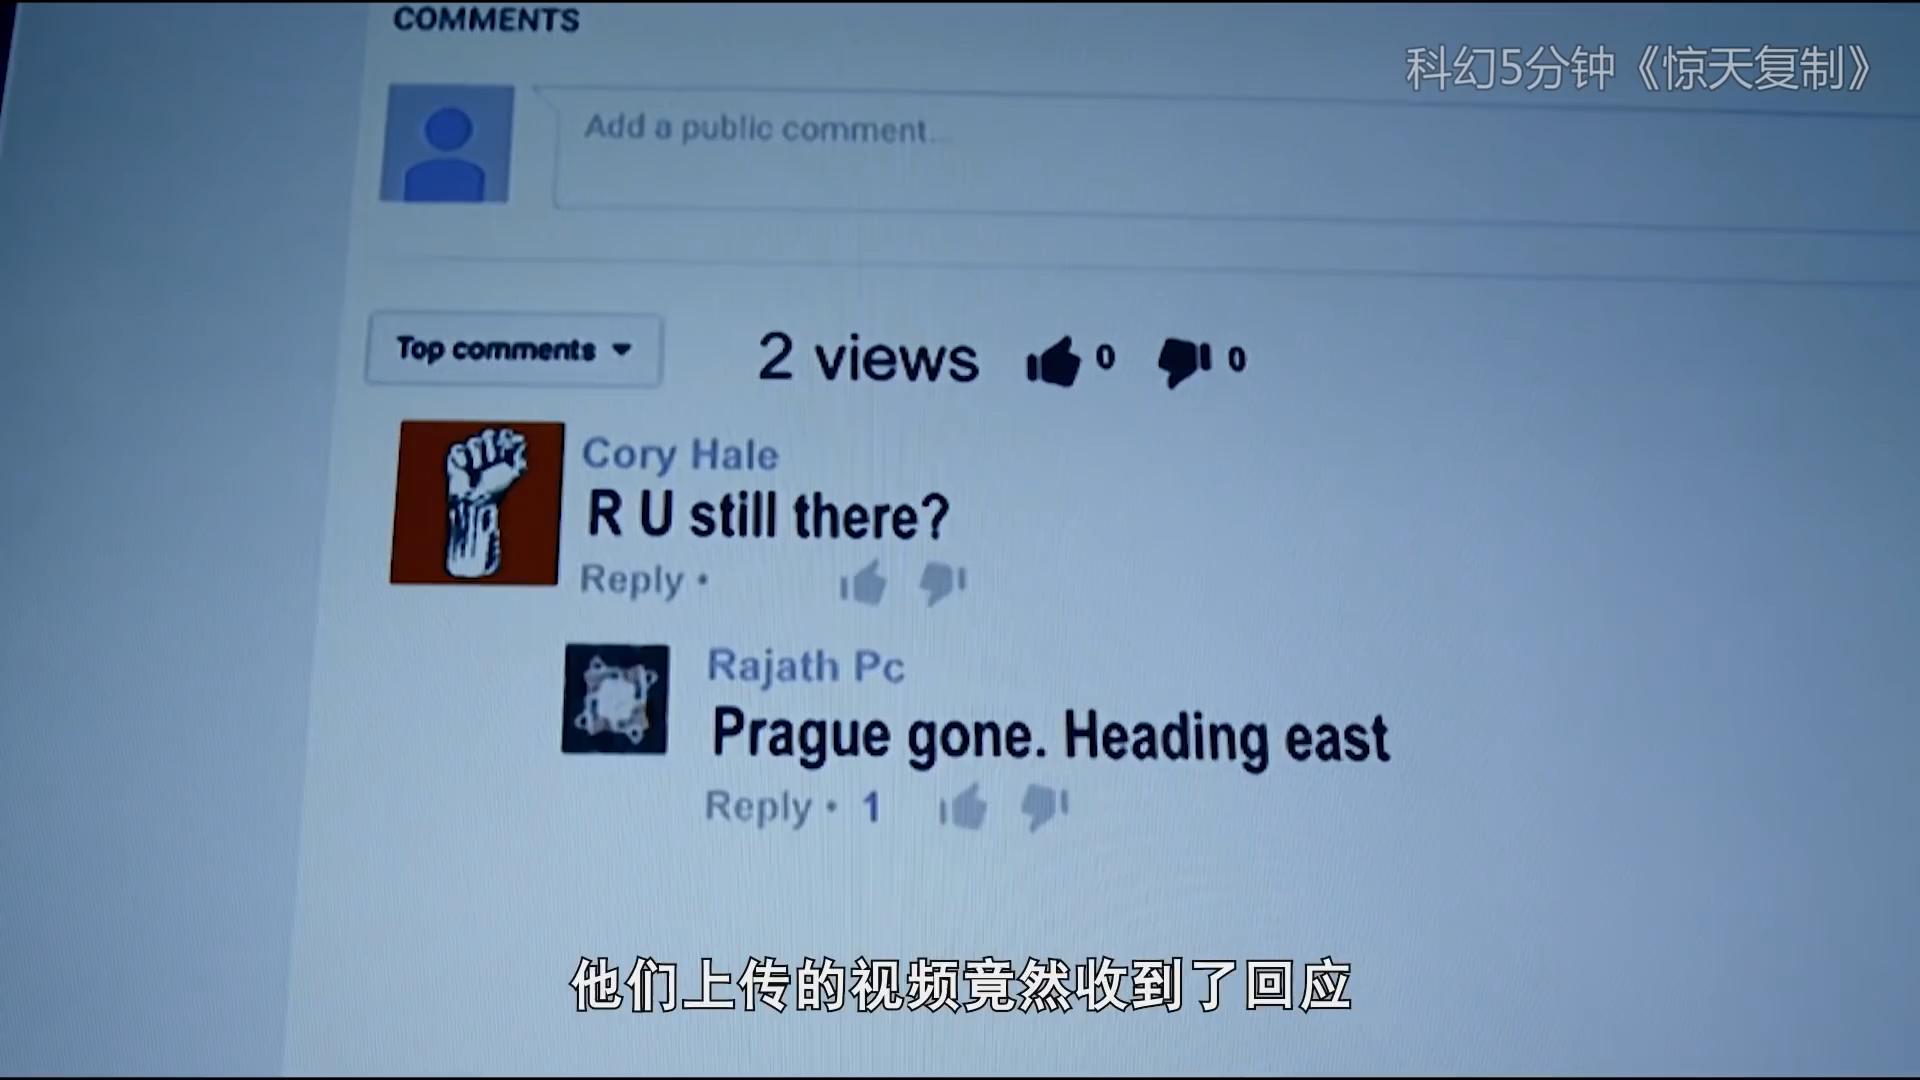 COMMENTS
科幻5分钟《惊天复制》
Add a public comment...
Top comments
2 views 0 0
Cory Hale
R U still there?
Reply •
Rajath Pc
Prague gone. Heading east
Reply • 1
他们上传的视频竟然收到了回应